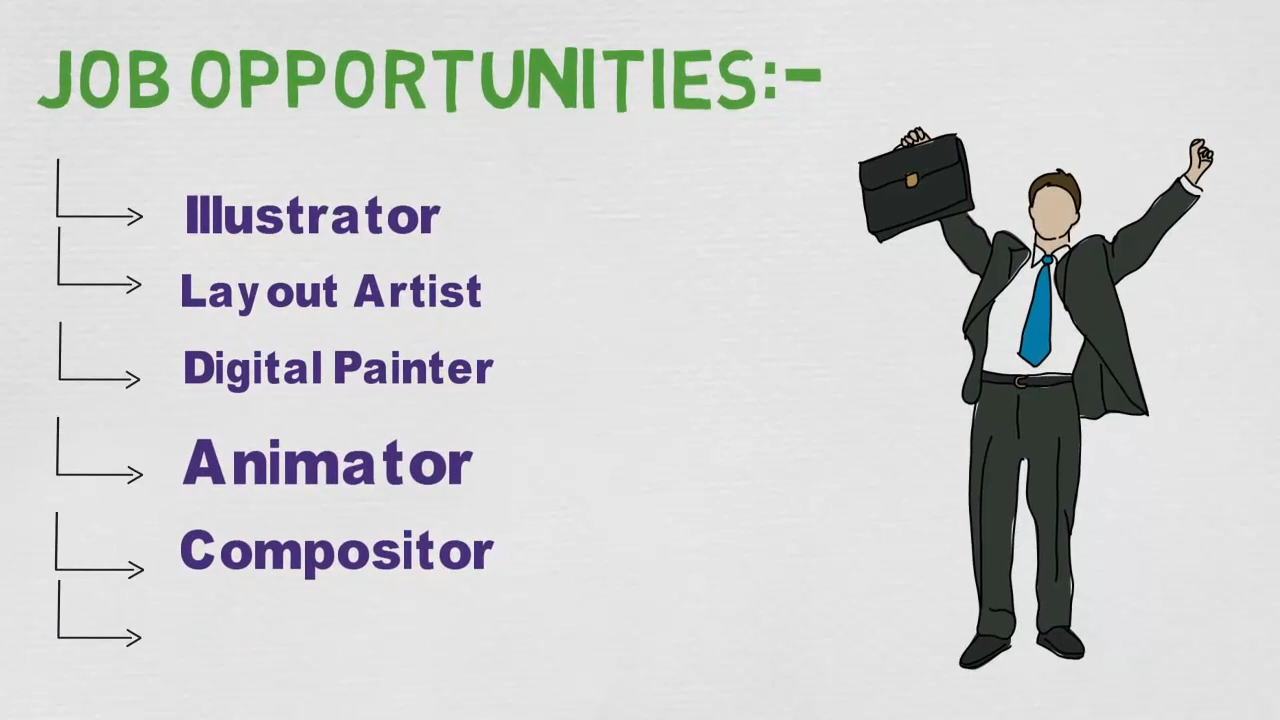 JOB OPPORTUNITIES:-
Illustrator
Layout Artist
Digital Painter
Animator
Compositor